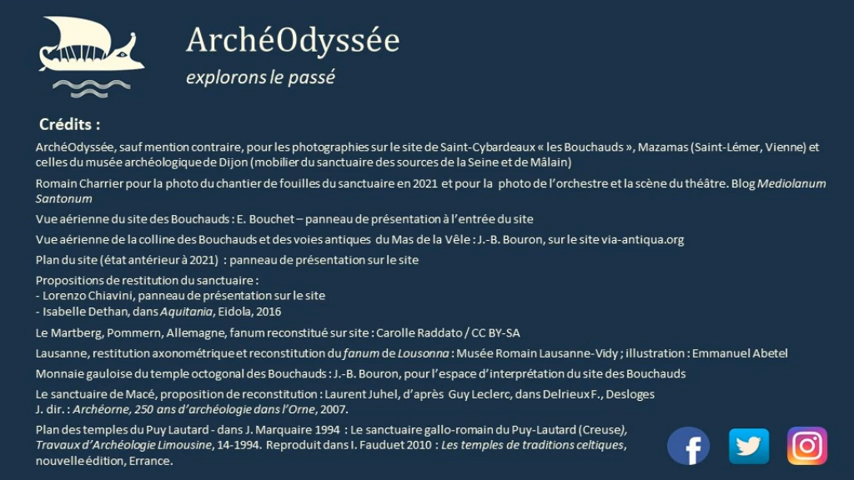 ArchéOdyssée
explorons le passé
Crédits :
ArchéOdyssée, sauf mention contraire, pour les photographies sur le site de Saint-Cybardeaux « les Bouchauds », Mazamas (Saint-Lémer, Vienne) et
celles du musée archéologique de Dijon (mobilier du sanctuaire des sources de la Seine et de Mâlain)
Romain Charrier pour la photo du chantier de fouilles du sanctuaire en 2021 et pour la photo de l'orchestre et la scène du théâtre. Blog Mediolanum
Santonum
Vue aérienne du site des Bouchauds : E. Bouchet – panneau de présentation à l'entrée du site
Vue aérienne de la colline des Bouchauds et des voies antiques du Mas de la Vêle : J.-B. Bouron, sur le site via-antiqua.org
Plan du site (état antérieur à 2021) : panneau de présentation sur le site
Propositions de restitution du sanctuaire :
- Lorenzo Chiavini, panneau de présentation sur le site
- Isabelle Dethan, dans Aquitania, Eidola, 2016
Le Martberg, Pommern, Allemagne, fanum reconstitué sur site : Carolle Raddato / CC BY-SA
Lausanne, restitution axonométrique et reconstitution du fanum de Lousonna : Musée Romain Lausanne-Vidy ; illustration : Emmanuel Abetel
Monnaie gauloise du temple octogonal des Bouchauds : J.-B. Bouron, pour l'espace d'interprétation du site des Bouchauds
Le sanctuaire de Macé, proposition de reconstitution : Laurent Juhel, d'après Guy Leclerc, dans Delrieux F., Desloges
J. dir. : Archéorne, 250 ans d'archéologie dans l'Orne, 2007.
Plan des temples du Puy Lautard - dans J. Marquaire 1994 : Le sanctuaire gallo-romain du Puy-Lautard (Creuse),
Travaux d'Archéologie Limousine, 14-1994. Reproduit dans I. Fauduet 2010 : Les temples de traditions celtiques,
nouvelle édition, Errance.